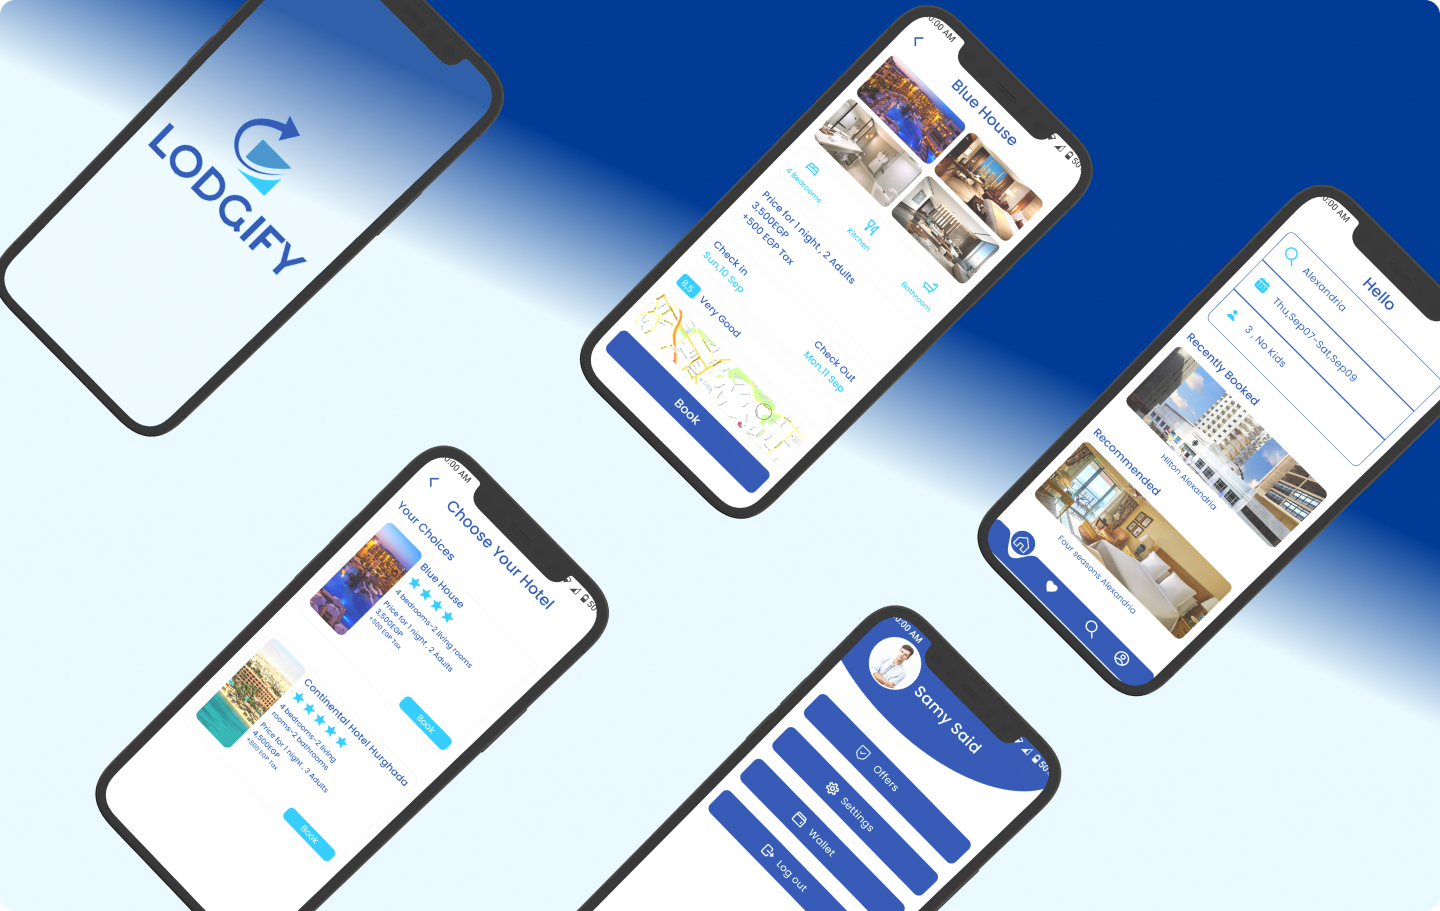 LODGIFY
0:00 AM
50
Blue House
4 Bedrooms
Kitchen
Bathroom
Price for 1 night , 2 Adults
3,500EGP
+500 EGP Tax
Check in
Sun,10 Sep
Check Out
Mon,11 Sep
8.5
Very Good
Book
0:00 AM
Hello
Alexandria
Thu,Sep07-Sat,Sep09
3 , No Kids
Recently Booked
Hilton Alexandria
Recommended
Four seasons Alexandria
0:00 AM
50
Choose Your Hotel
Your Choices
Blue House
4 bedrooms-2 living rooms
Price for 1 night , 2 Adults
3,500EGP
+500 EGP Tax
Book
Continental Hotel Hurghada
4 bedrooms-2 living
rooms-2 bathrooms
Price for 1 night , 3 Adults
4,500EGP
+500 EGP Tax
Book
0:00 AM
50
Samy Said
Offers
Settings
Wallet
Log out